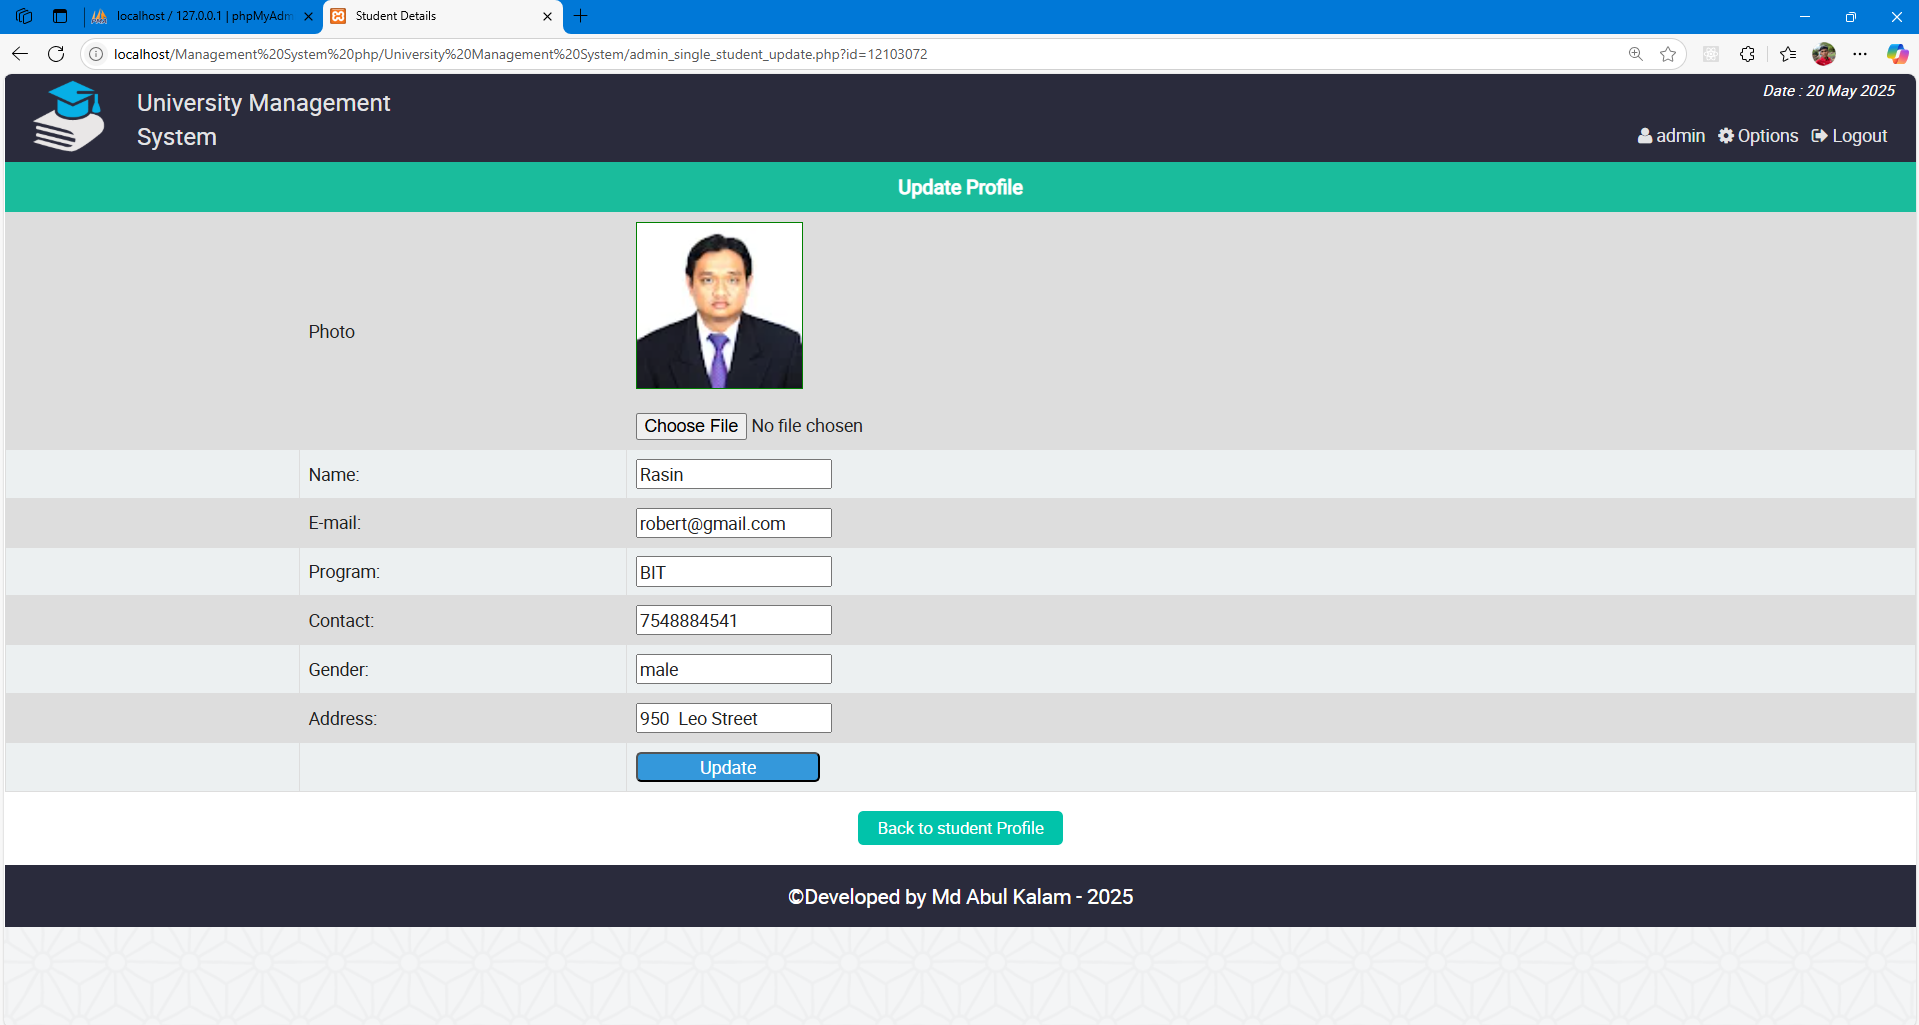 localhost / 127.0.0.1 | phpMyAdm
Student Details
localhost/Management%20System%20php/University%20Management%20System/admin_single_student_update.php?id=12103072
University Management
System
Date : 20 May 2025
admin Options Logout
Update Profile
Photo
Choose File No file chosen
Name: Rasin
E-mail: robert@gmail.com
Program: BIT
Contact: 7548884541
Gender: male
Address: 950  Leo Street
Update
Back to student Profile
©Developed by Md Abul Kalam - 2025